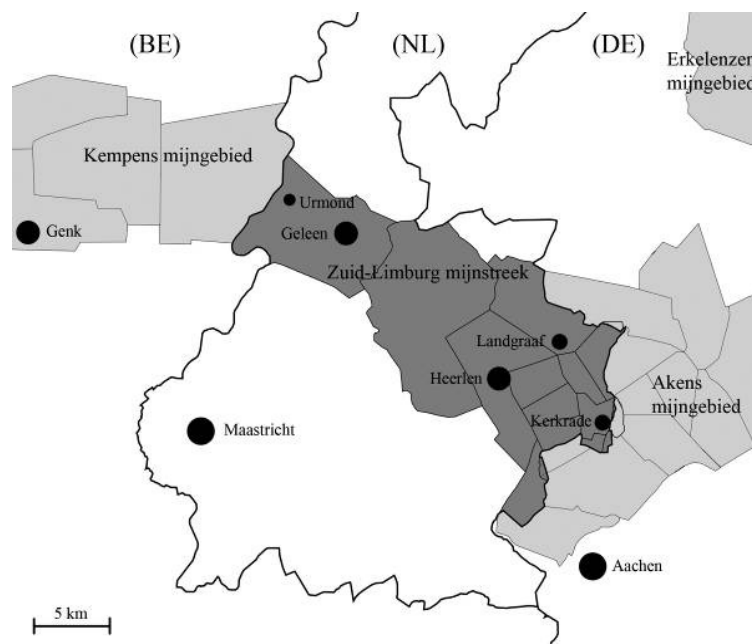 (BE)
(NL)
(DE)
Erkelenzer
mijngebied
Kempens mijngebied
Urmond
Genk
Geleen
Zuid-Limburg mijnstreek
Landgraaf
Heerlen
Akens
mijngebied
Kerkrade
Maastricht
Aachen
5 km